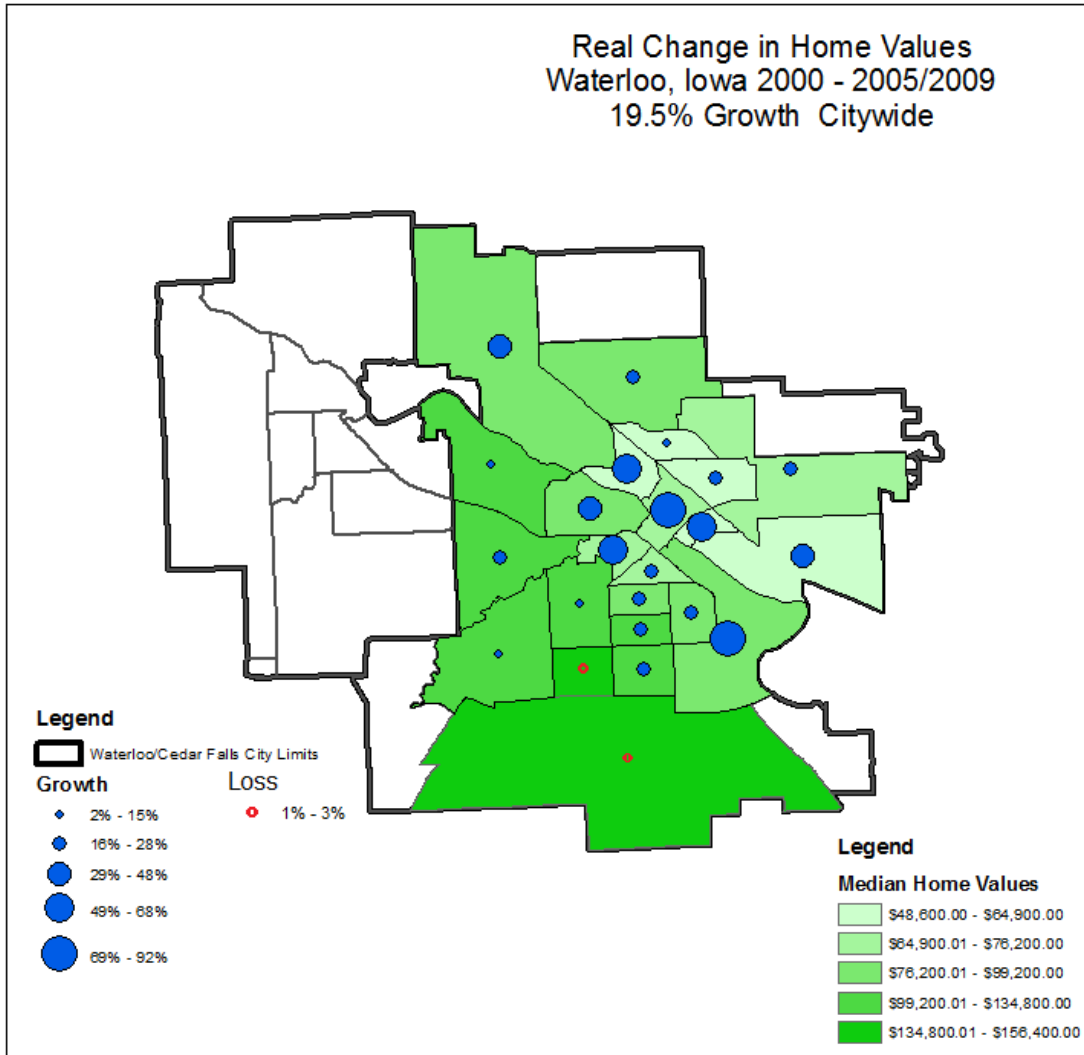 Real Change in Home Values
Waterloo, Iowa 2000 - 2005/2009
19.5% Growth Citywide
Legend
Waterloo/Cedar Falls City Limits
Growth
2% - 15%
16% - 28%
29% - 48%
49% - 68%
69% - 92%
Loss
1% - 3%
Legend
Median Home Values
$48,600.00 - $64,900.00
$64,900.01 - $76,200.00
$76,200.01 - $99,200.00
$99,200.01 - $134,800.00
$134,800.01 - $156,400.00